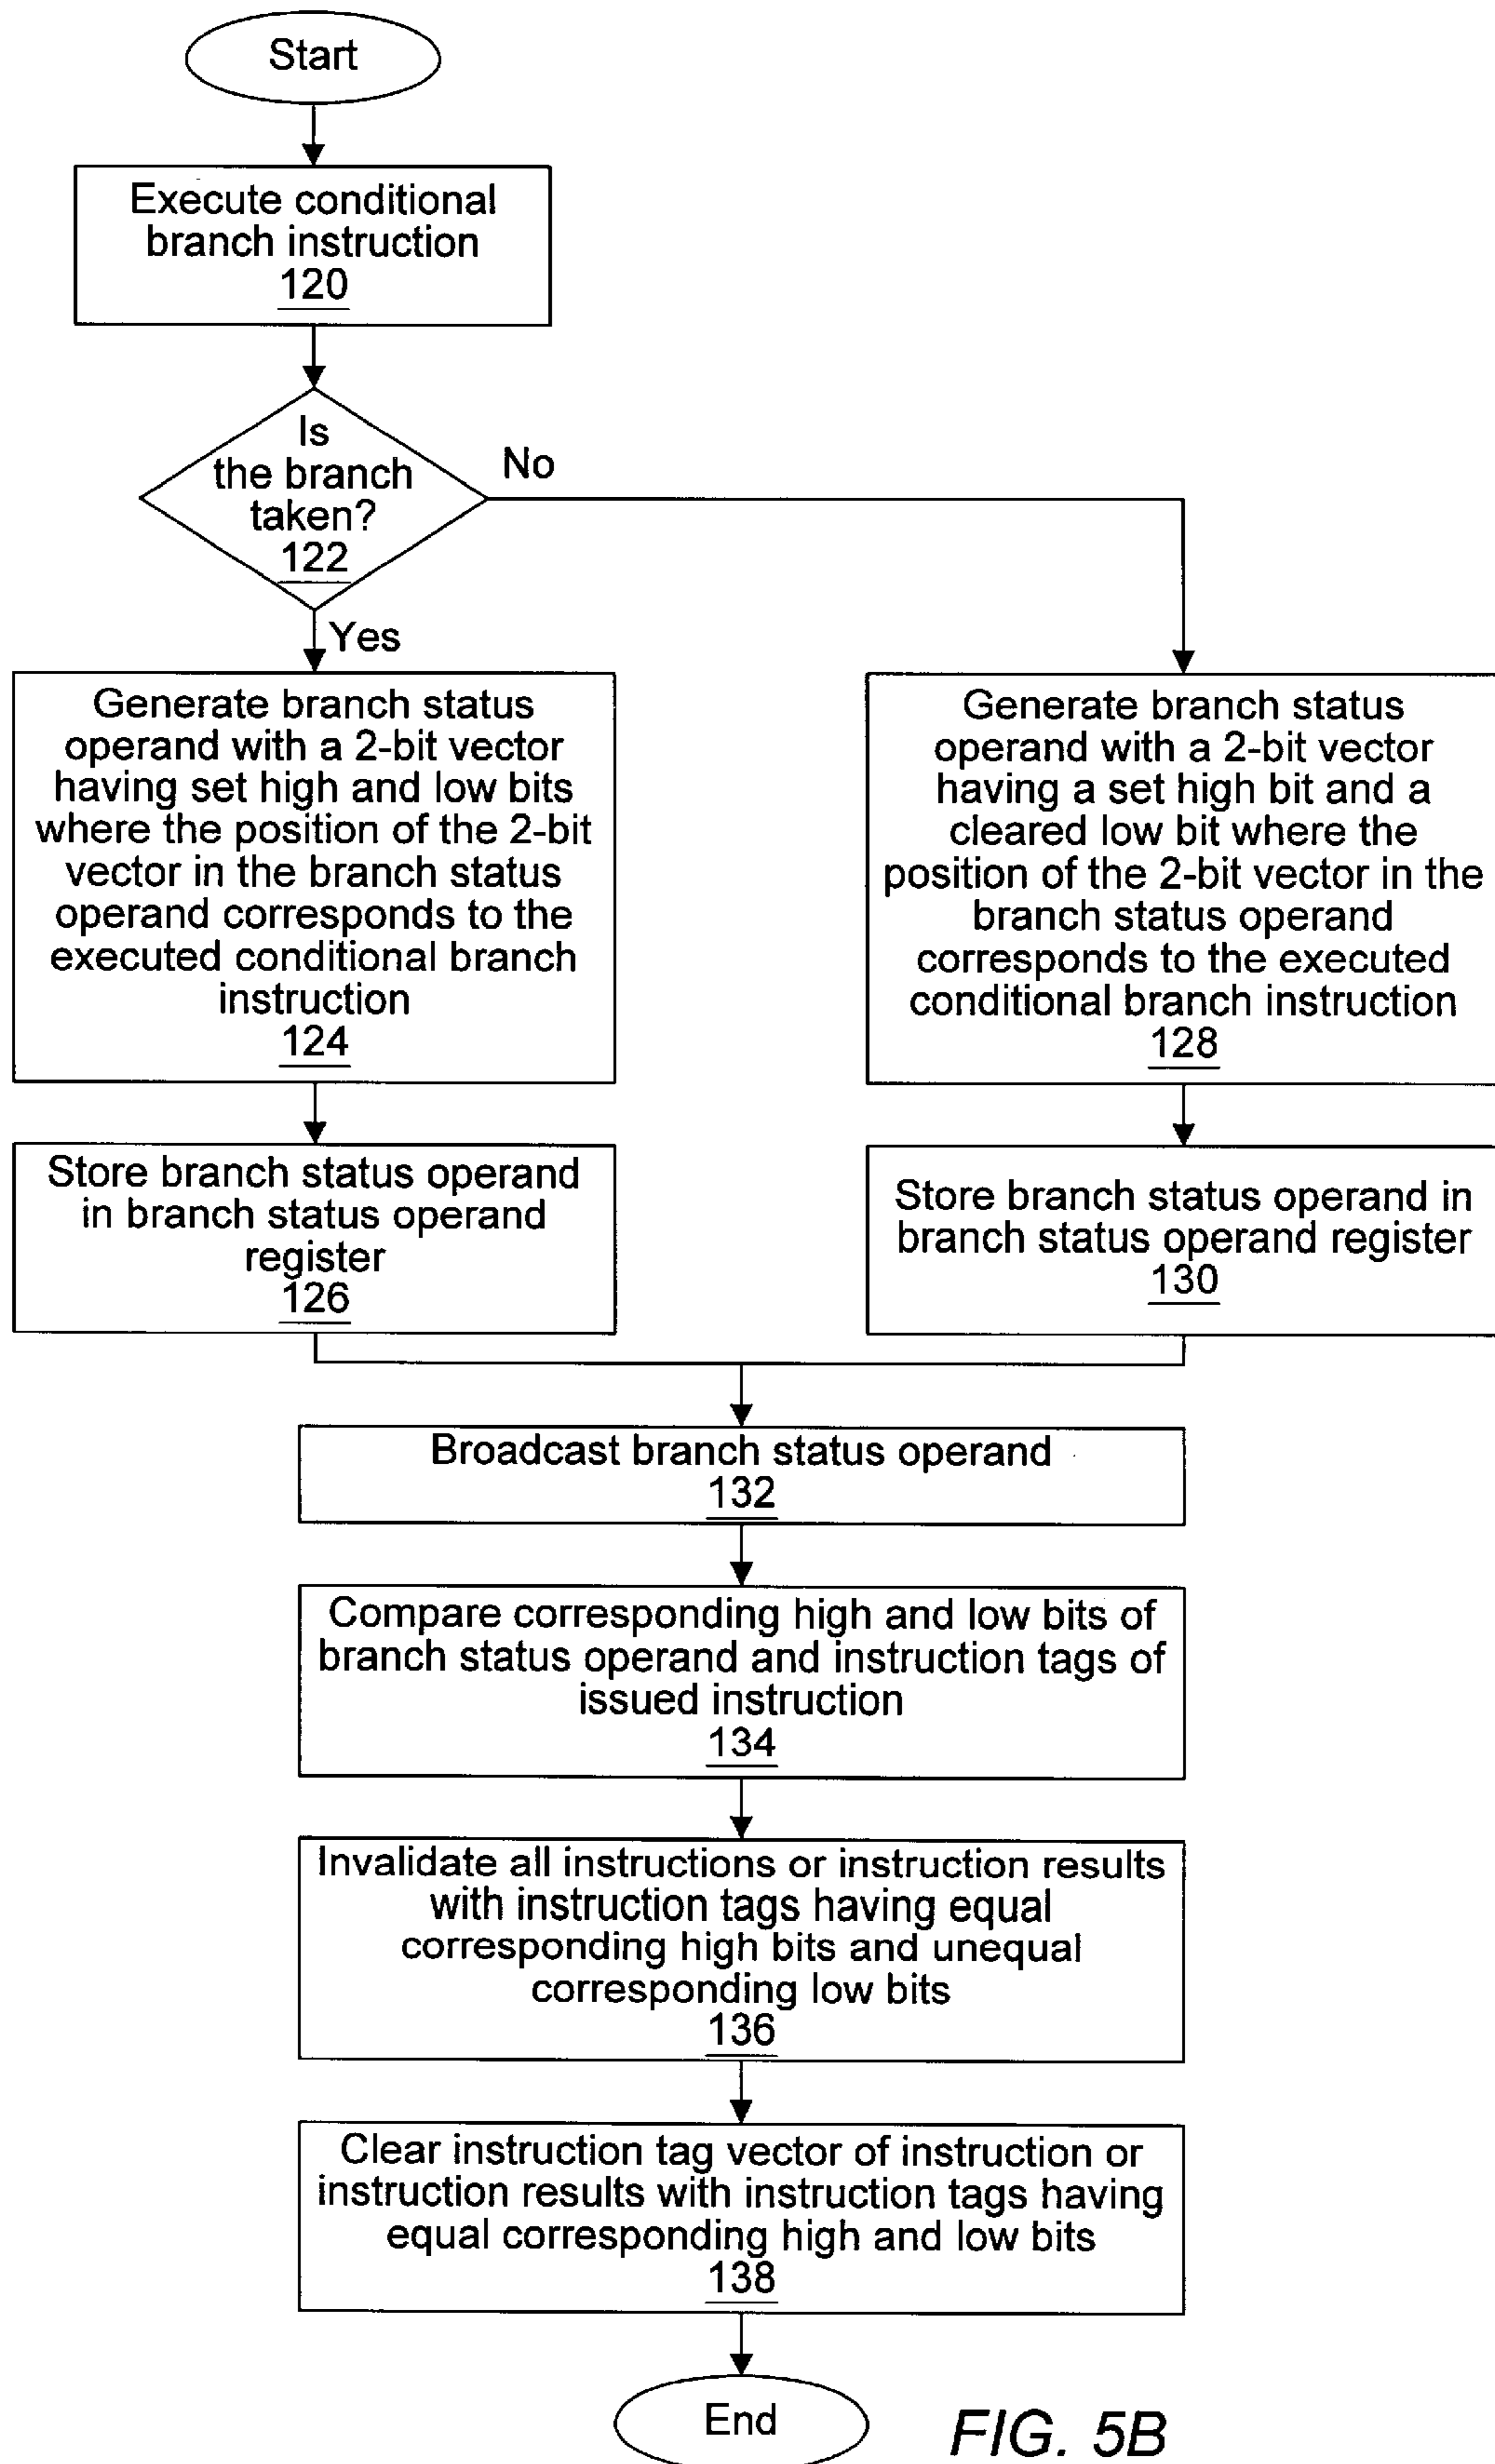 Start
Execute conditional
branch instruction
120
Is
the branch
taken?
122
No
Yes
Generate branch status
operand with a 2-bit vector
having set high and low bits
where the position of the 2-bit
vector in the branch status
operand corresponds to the
executed conditional branch
instruction
124
Generate branch status
operand with a 2-bit vector
having a set high bit and a
cleared low bit where the
position of the 2-bit vector in the
branch status operand
corresponds to the executed
conditional branch instruction
128
Store branch status operand
in branch status operand
register
126
Store branch status operand in
branch status operand register
130
Broadcast branch status operand
132
Compare corresponding high and low bits of
branch status operand and instruction tags of
issued instruction
134
Invalidate all instructions or instruction results
with instruction tags having equal
corresponding high bits and unequal
corresponding low bits
136
Clear instruction tag vector of instruction or
instruction results with instruction tags having
equal corresponding high and low bits
138
End
FIG. 5B